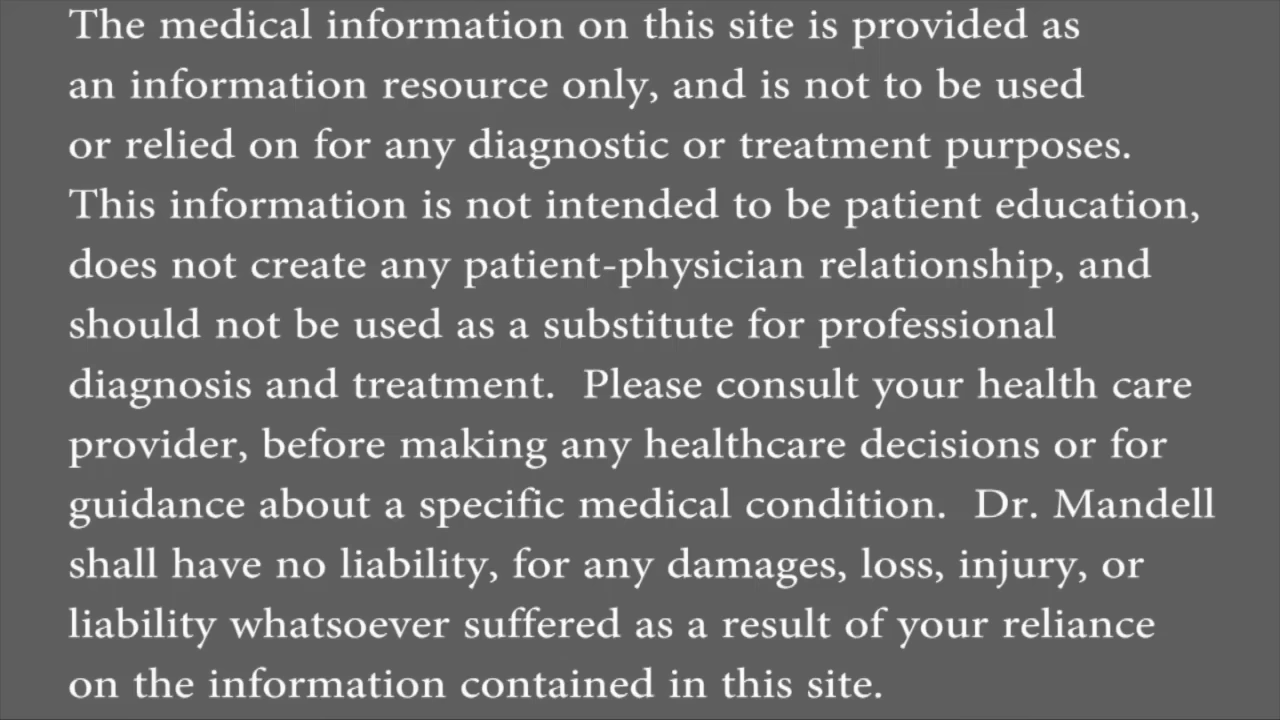 The medical information on this site is provided as
an information resource only, and is not to be used
or relied on for any diagnostic or treatment purposes.
This information is not intended to be patient education,
does not create any patient-physician relationship, and
should not be used as a substitute for professional
diagnosis and treatment.  Please consult your health care
provider, before making any healthcare decisions or for
guidance about a specific medical condition.  Dr. Mandell
shall have no liability, for any damages, loss, injury, or
liability whatsoever suffered as a result of your reliance
on the information contained in this site.